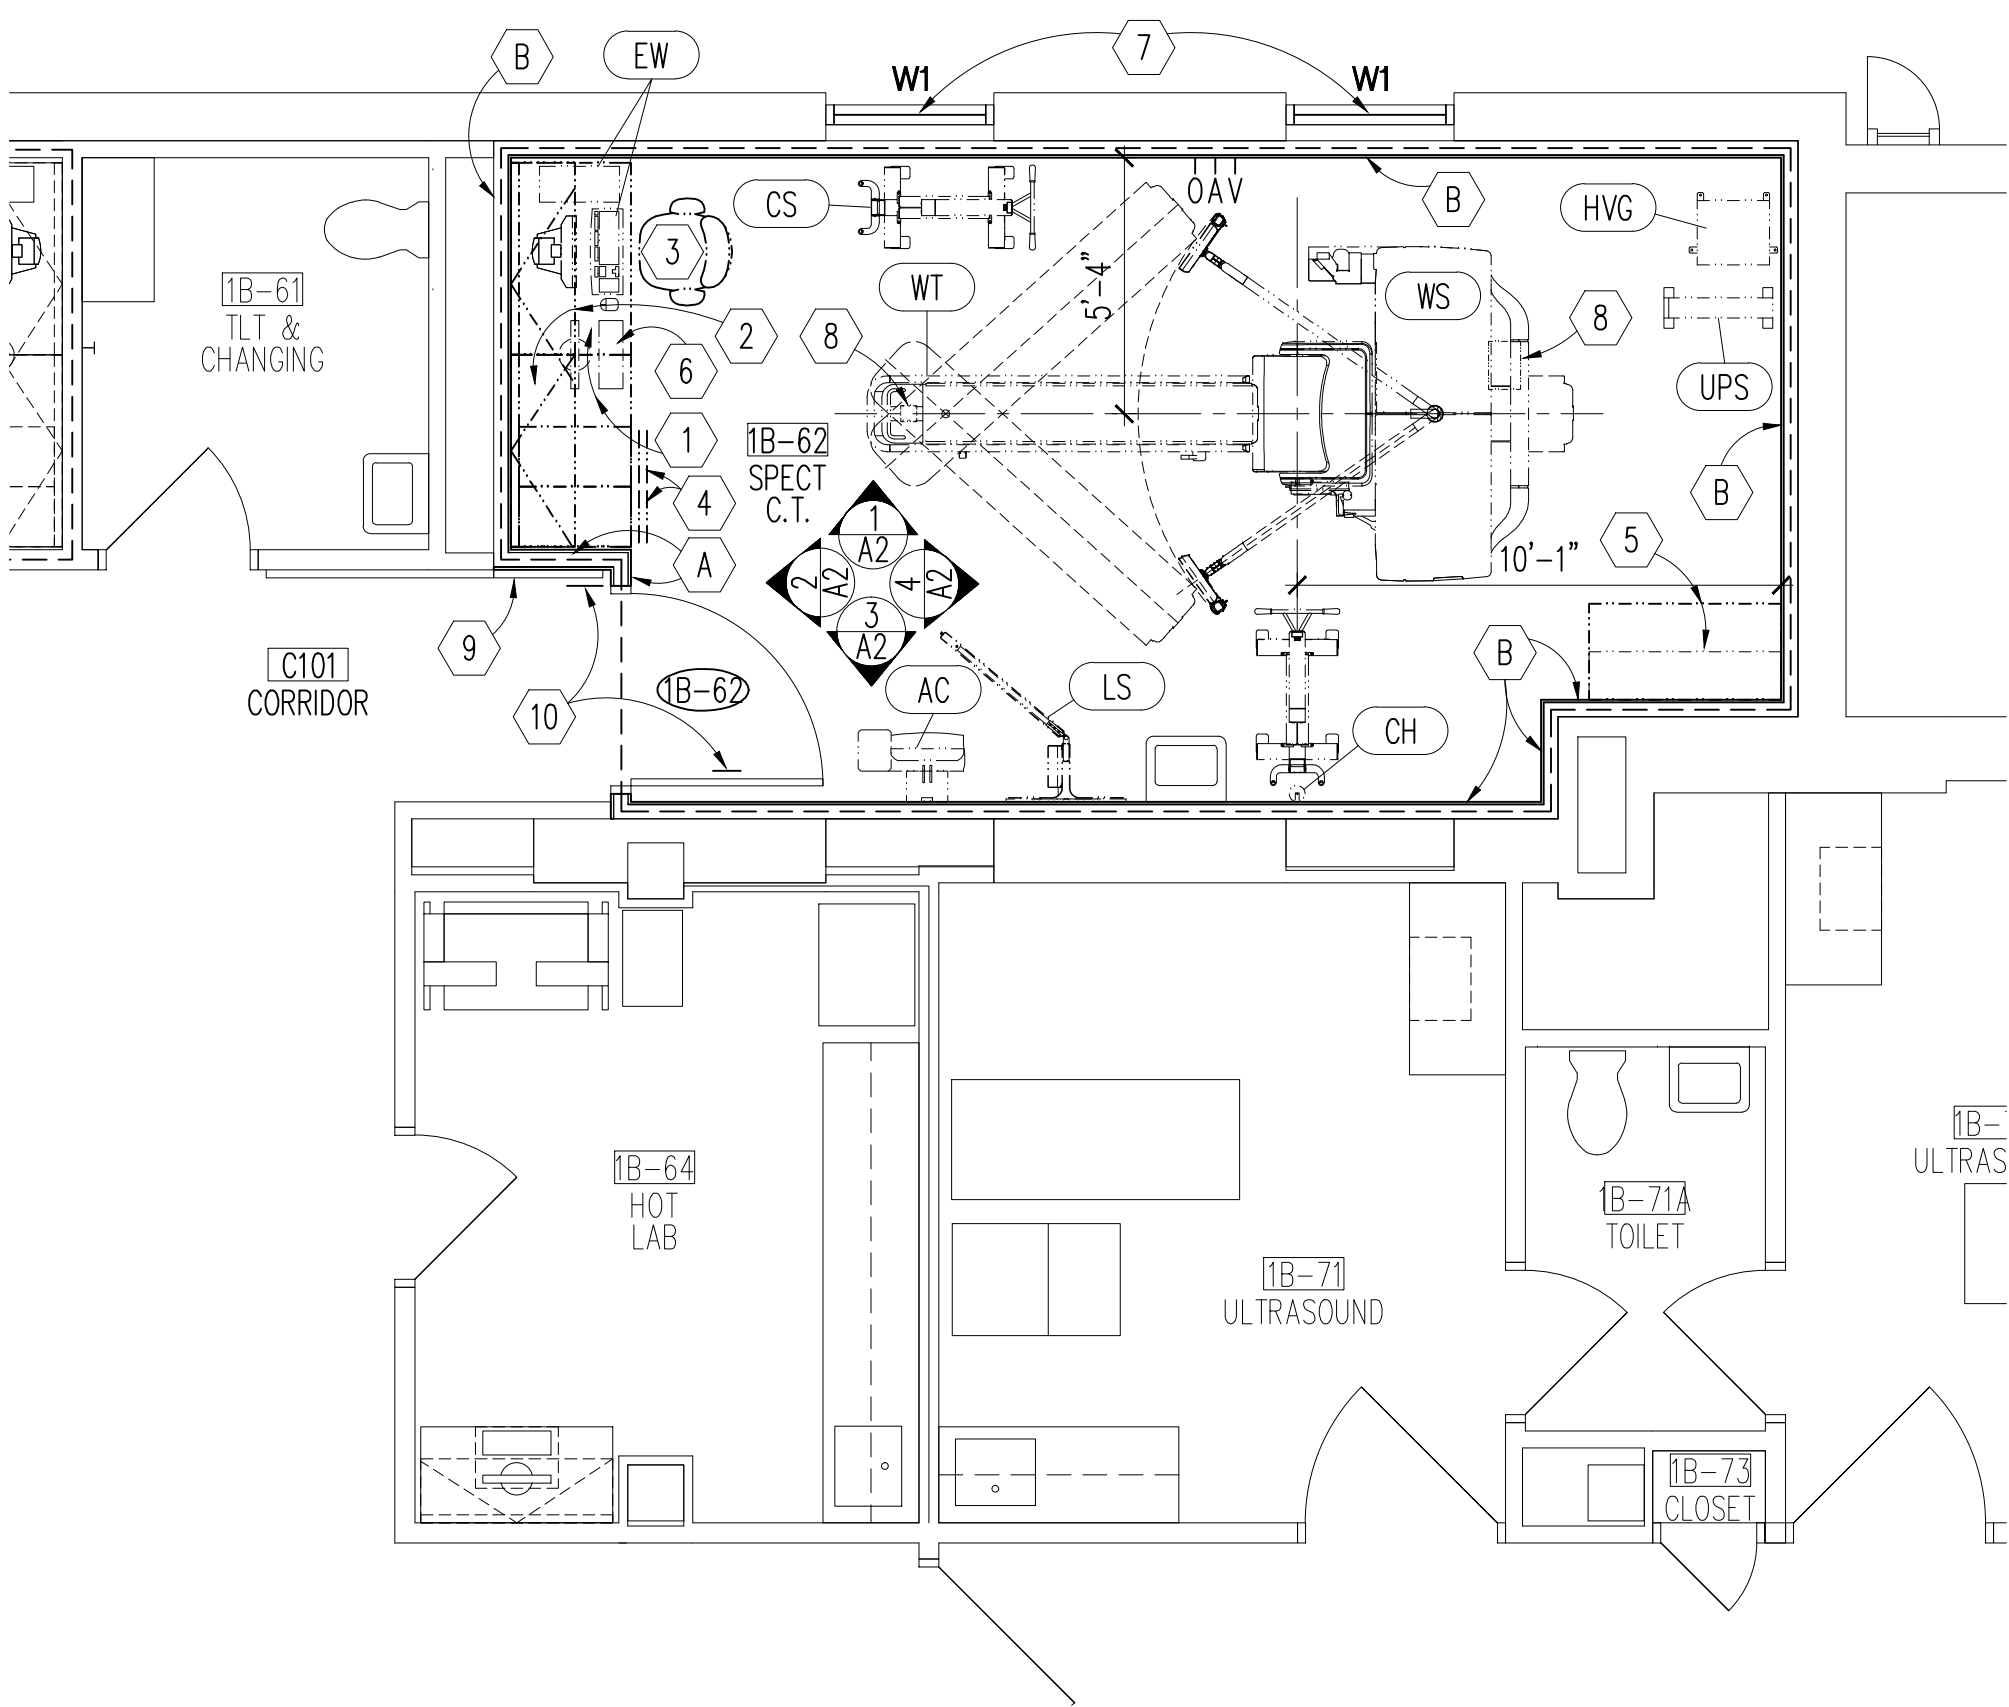 7
B
EW
W1
W1
CS
OAV
B
HVG
3
1B-61
TLT &
CHANGING
WT
5'-4"
WS
8
2
8
6
UPS
1
1B-62
SPECT
C.T.
4
B
1
A2
2
A2
4
A2
3
A2
A
10'-1"
5
9
C101
CORRIDOR
B
1B-62
AC
LS
10
CH
1B-64
HOT
LAB
1B-
ULTRAS
1B-71A
TOILET
1B-71
ULTRASOUND
1B-73
CLOSET